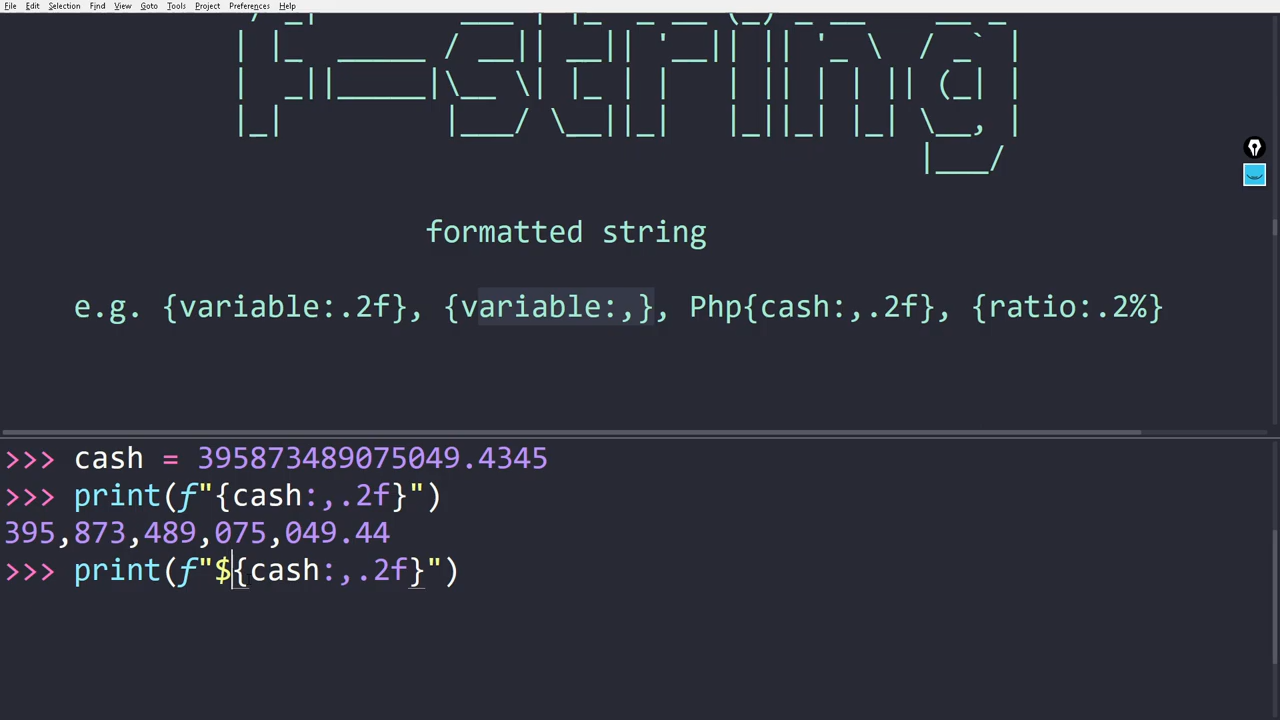 File Edit Selection Find View Goto Tools Project Preferences Help
f-string
formatted string
e.g. {variable:.2f}, {variable:,}, Php{cash:,.2f}, {ratio:.2%}
>>> cash = 395873489075049.4345
>>> print(f"{cash:,.2f}")
395,873,489,075,049.44
>>> print(f"${cash:,.2f}")